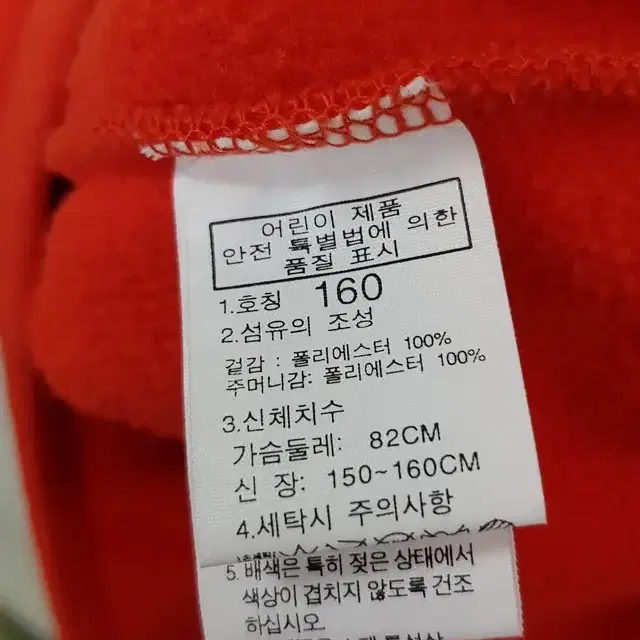 어린이 제품
안전 특별법에 의한
품질 표시
1.호칭 160
2.섬유의 조성
겉감 : 폴리에스터 100%
주머니감: 폴리에스터 100%
3.신체치수
가슴둘레: 82CM
신 장: 150~160CM
4.세탁시 주의사항
5. 배색은 특히 젖은 상태에서
색상이 겹치지 않도록 건조
하십시오.